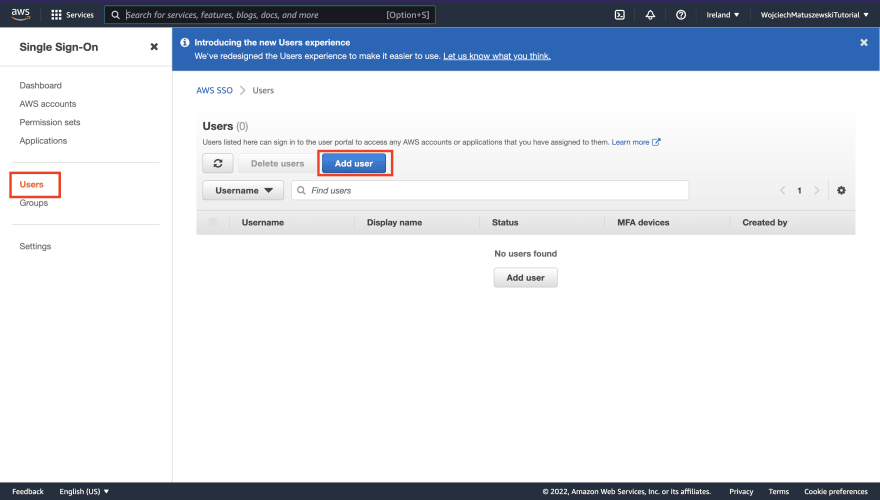 aws
Services
Search for services, features, blogs, docs, and more
[Option+S]
Ireland ▼
WojciechMatuszewskiTutorial ▼
Single Sign-On
Introducing the new Users experience
We've redesigned the Users experience to make it easier to use. Let us know what you think.
Dashboard
AWS accounts
Permission sets
Applications
Users
Groups
Settings
AWS SSO > Users
Users (0)
Users listed here can sign in to the user portal to access any AWS accounts or applications that you have assigned to them. Learn more
Delete users
Add user
Username ▼
Find users
< 1 >
Username
Display name
Status
MFA devices
Created by
No users found
Add user
Feedback
English (US) ▼
© 2022, Amazon Web Services, Inc. or its affiliates.
Privacy
Terms
Cookie preferences